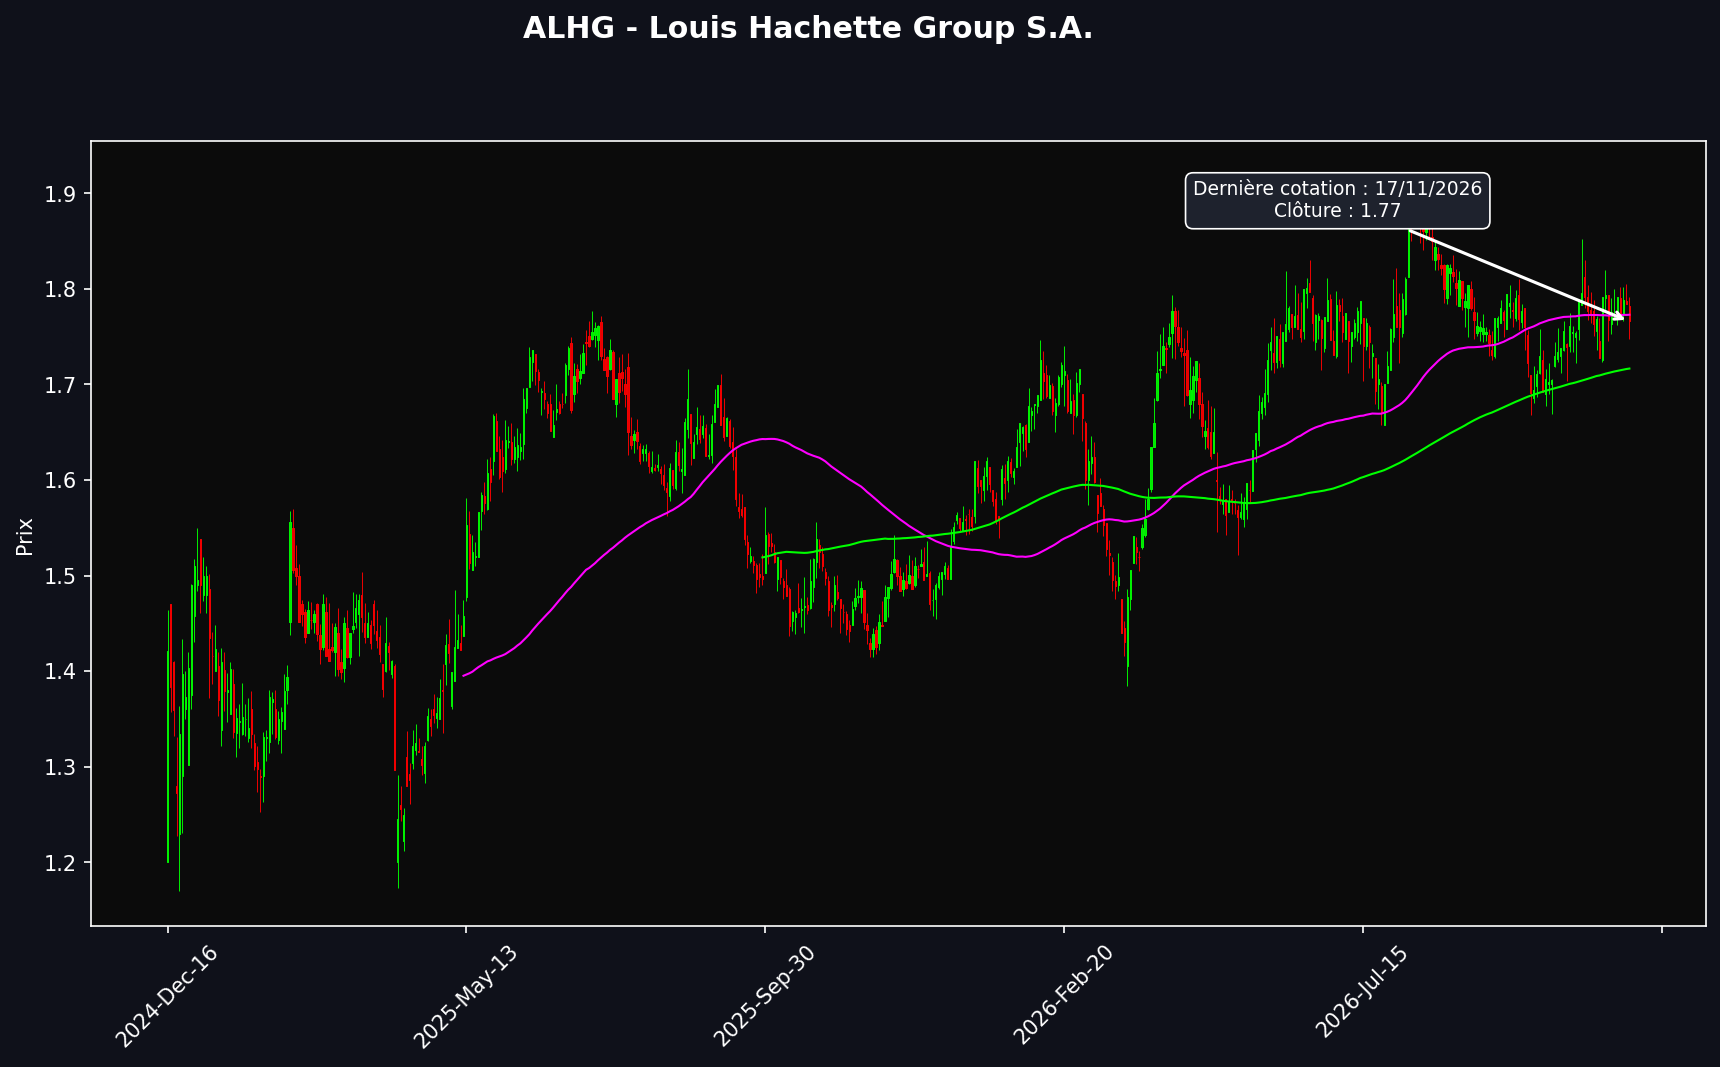 ALHG - Louis Hachette Group S.A.
Dernière cotation : 17/11/2026
Clôture : 1.77
Prix
1.9
1.8
1.7
1.6
1.5
1.4
1.3
1.2
2024-Dec-16
2025-May-13
2025-Sep-30
2026-Feb-20
2026-Jul-15